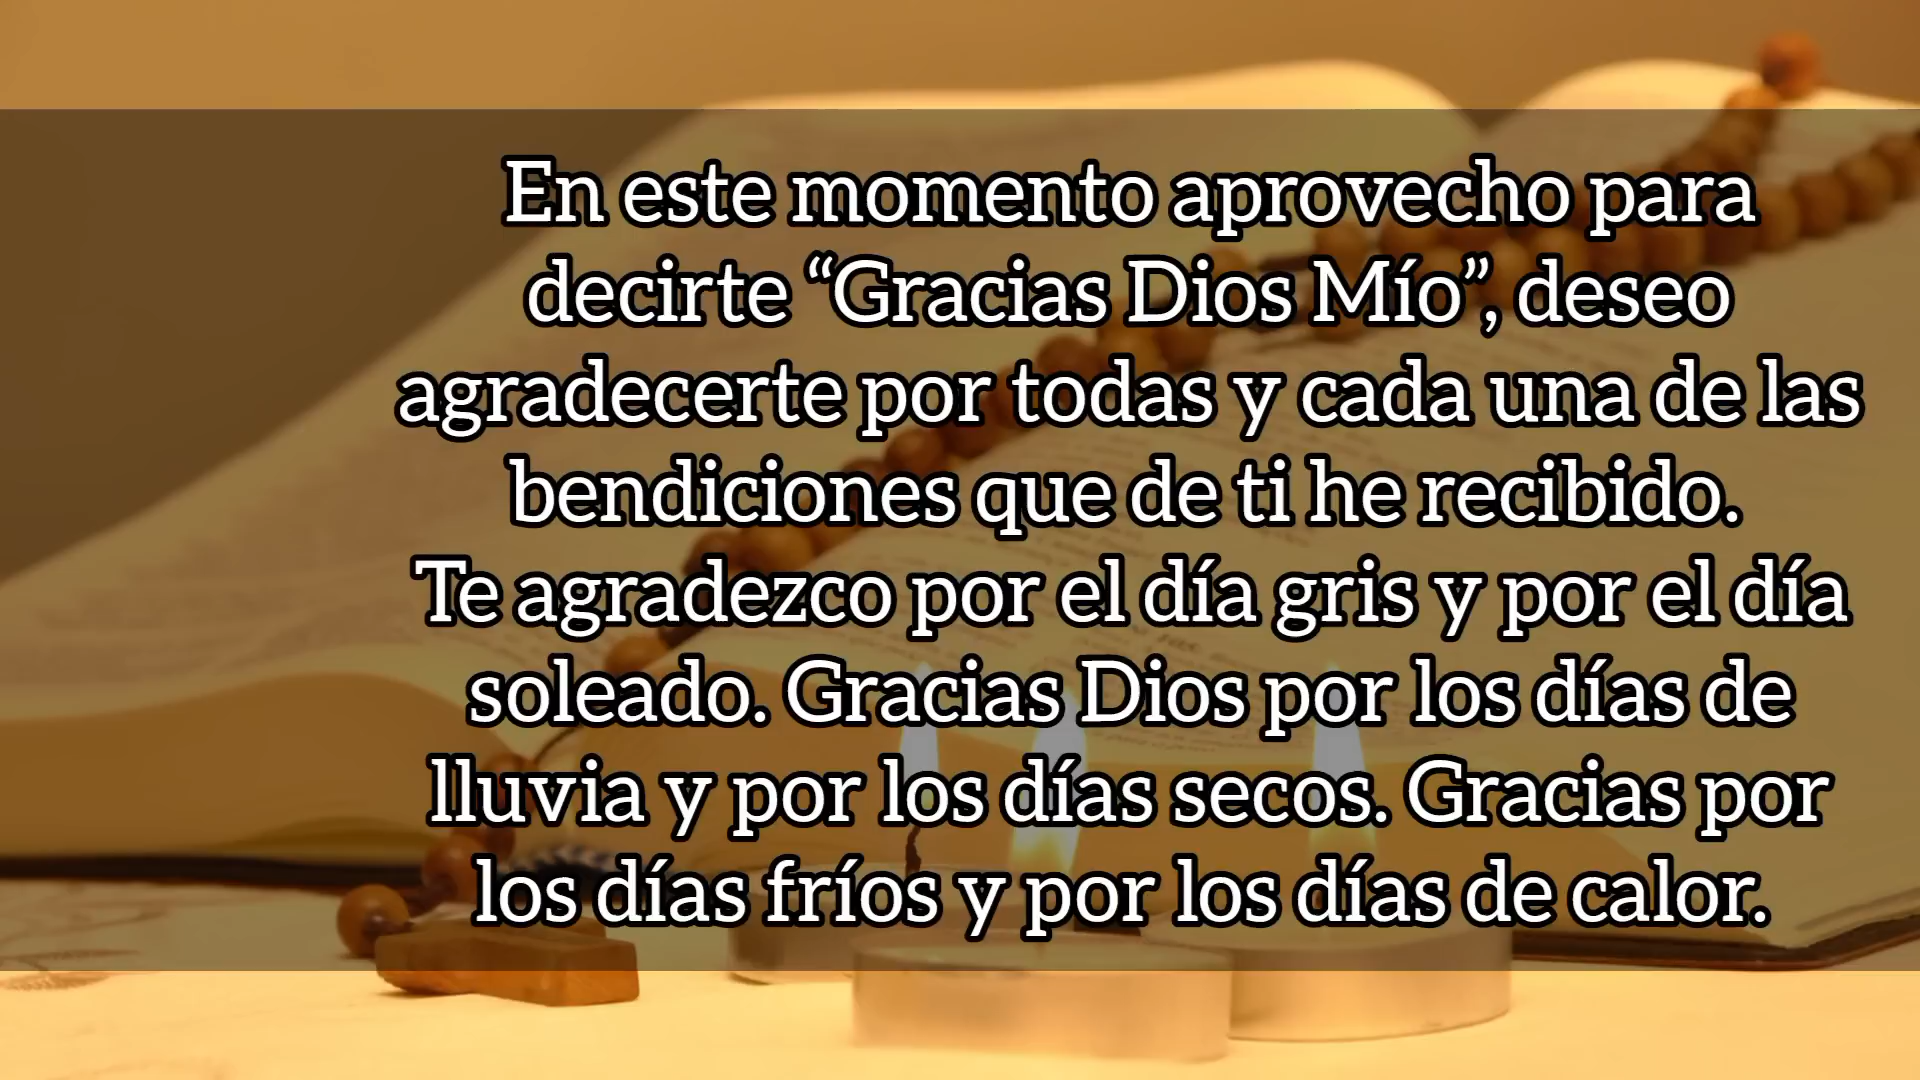 En este momento aprovecho para
decirte “Gracias Dios Mío”, deseo
agradecerte por todas y cada una de las
bendiciones que de ti he recibido.
Te agradezco por el día gris y por el día
soleado. Gracias Dios por los días de
lluvia y por los días secos. Gracias por
los días fríos y por los días de calor.